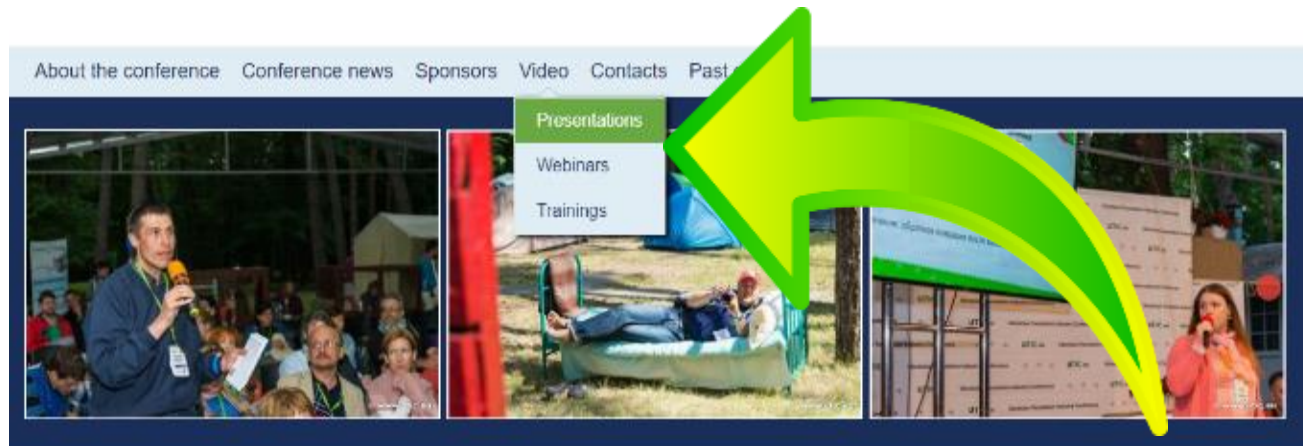 About the conference Conference news Sponsors Video Contacts Past
Presentations
Webinars
Trainings